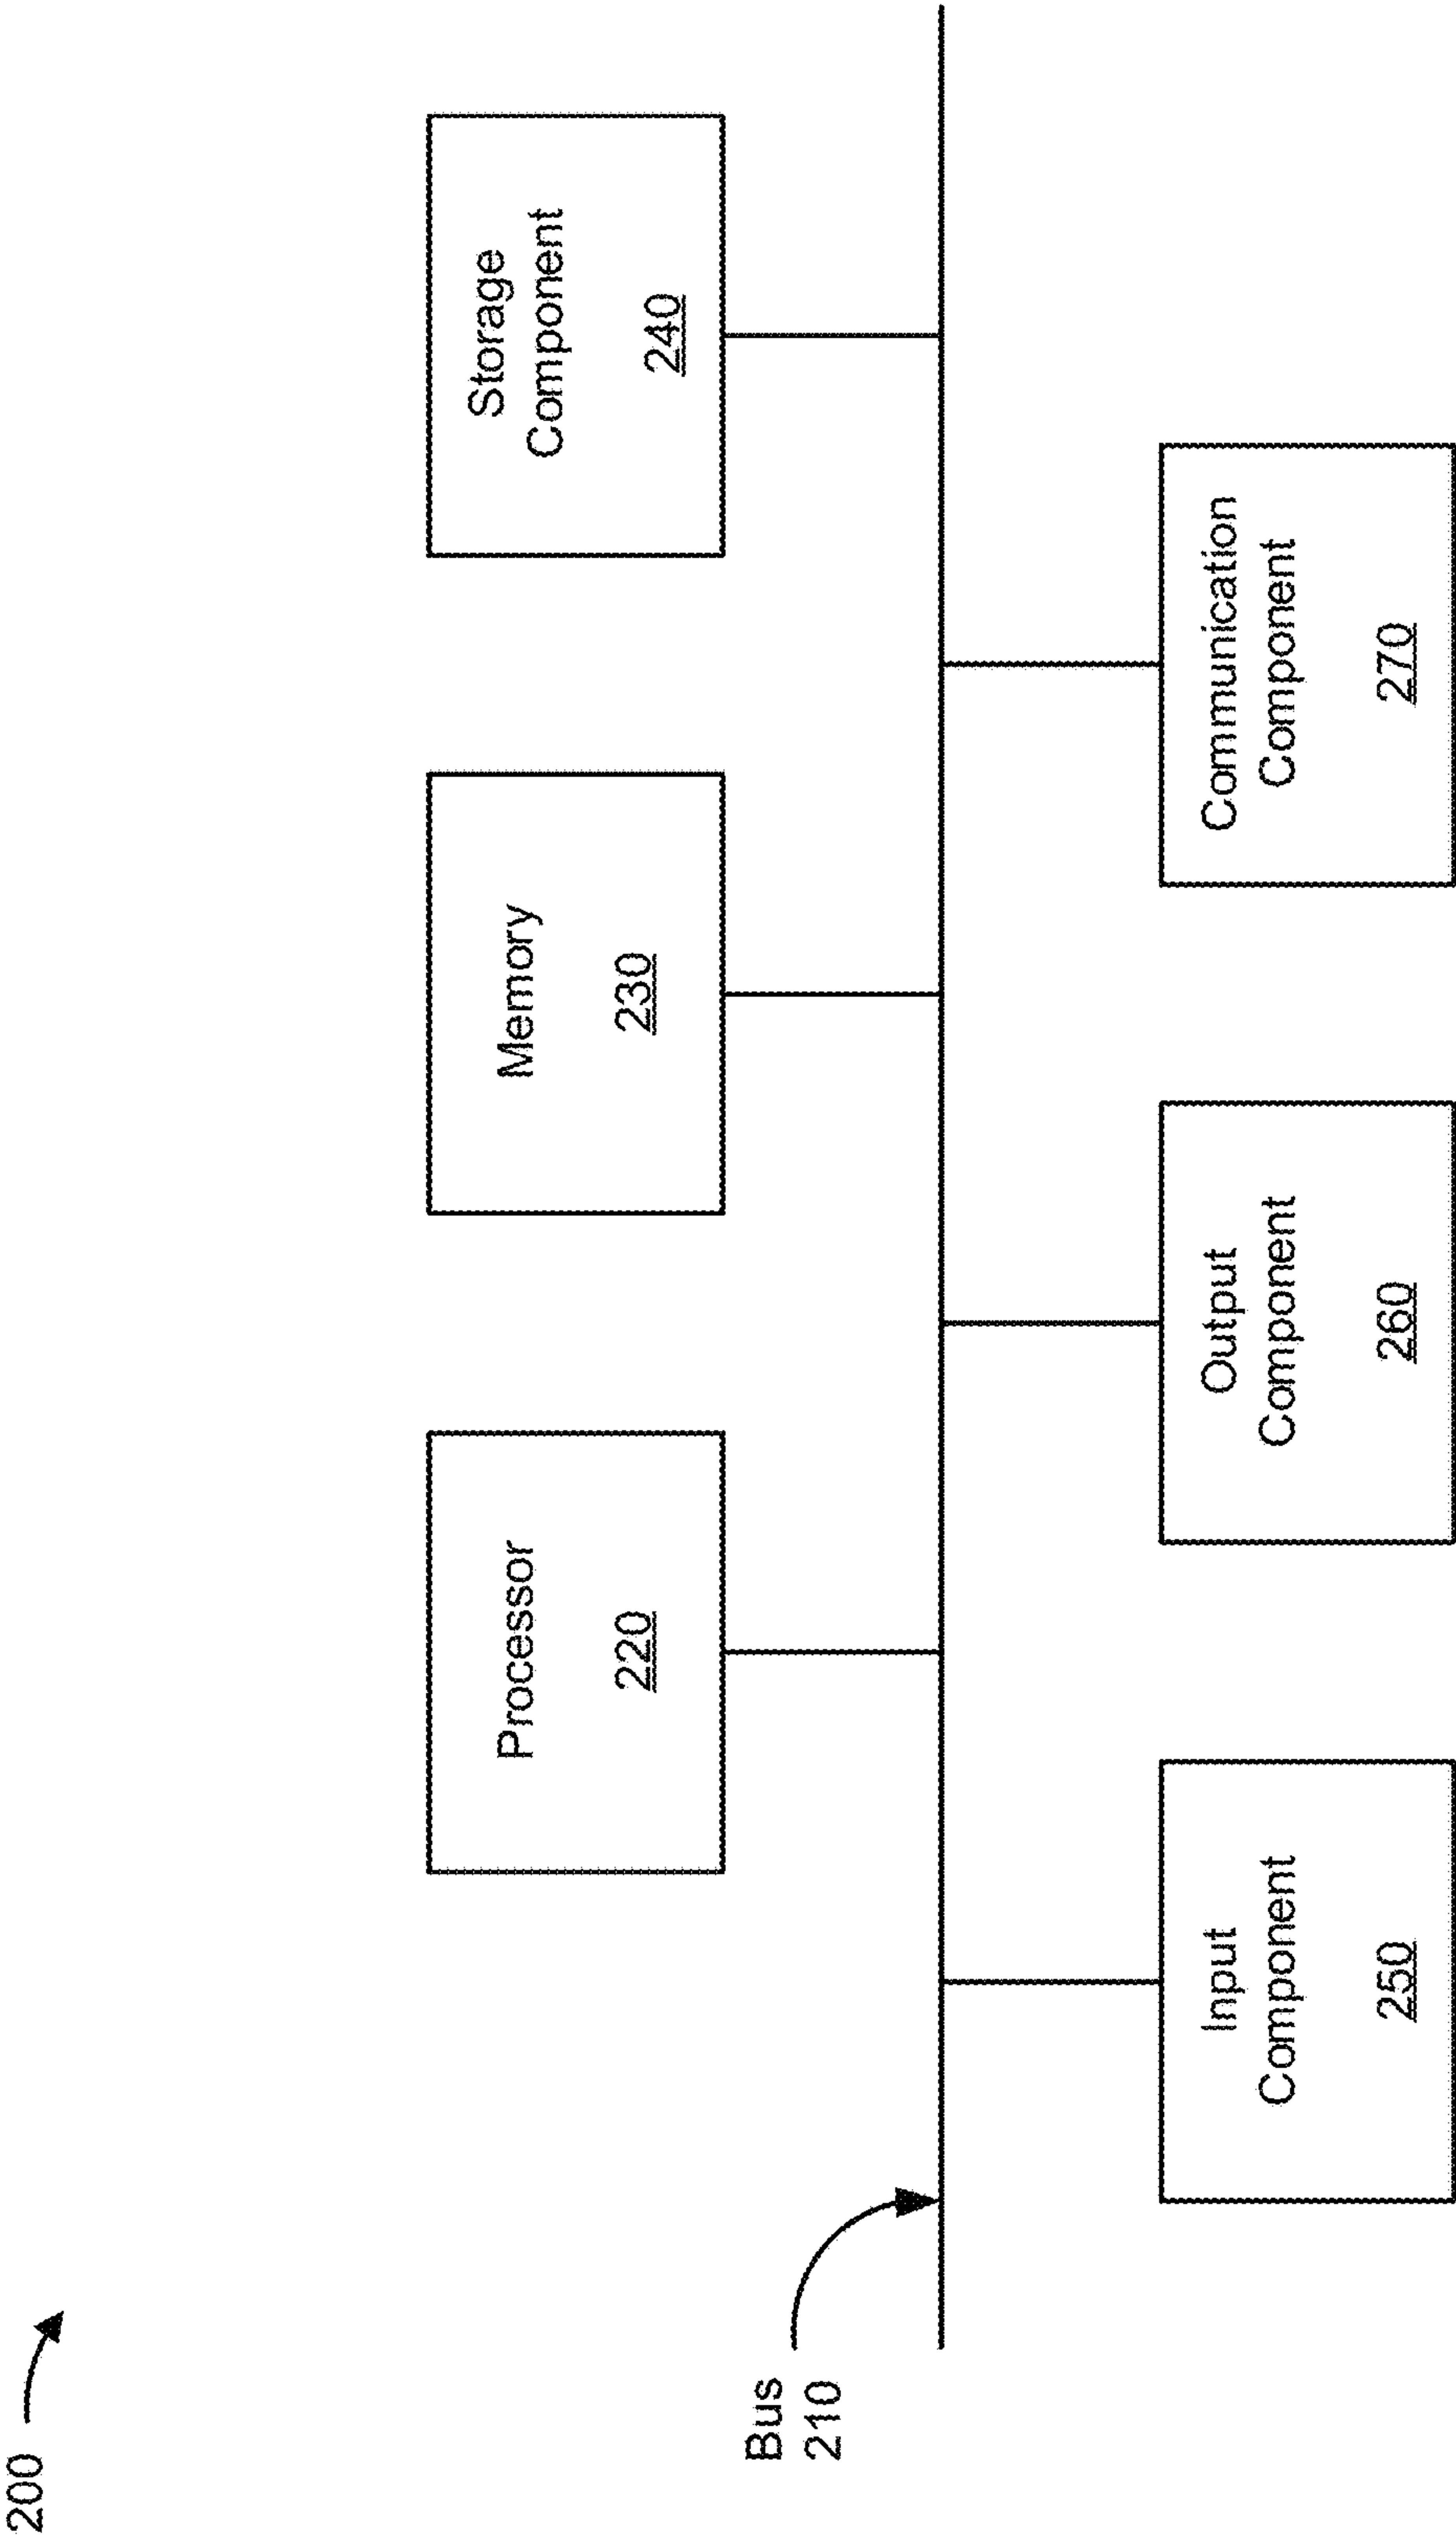 200
Processor
220
Memory
230
Storage
Component
240
Bus
210
Input
Component
250
Output
Component
260
Communication
Component
270